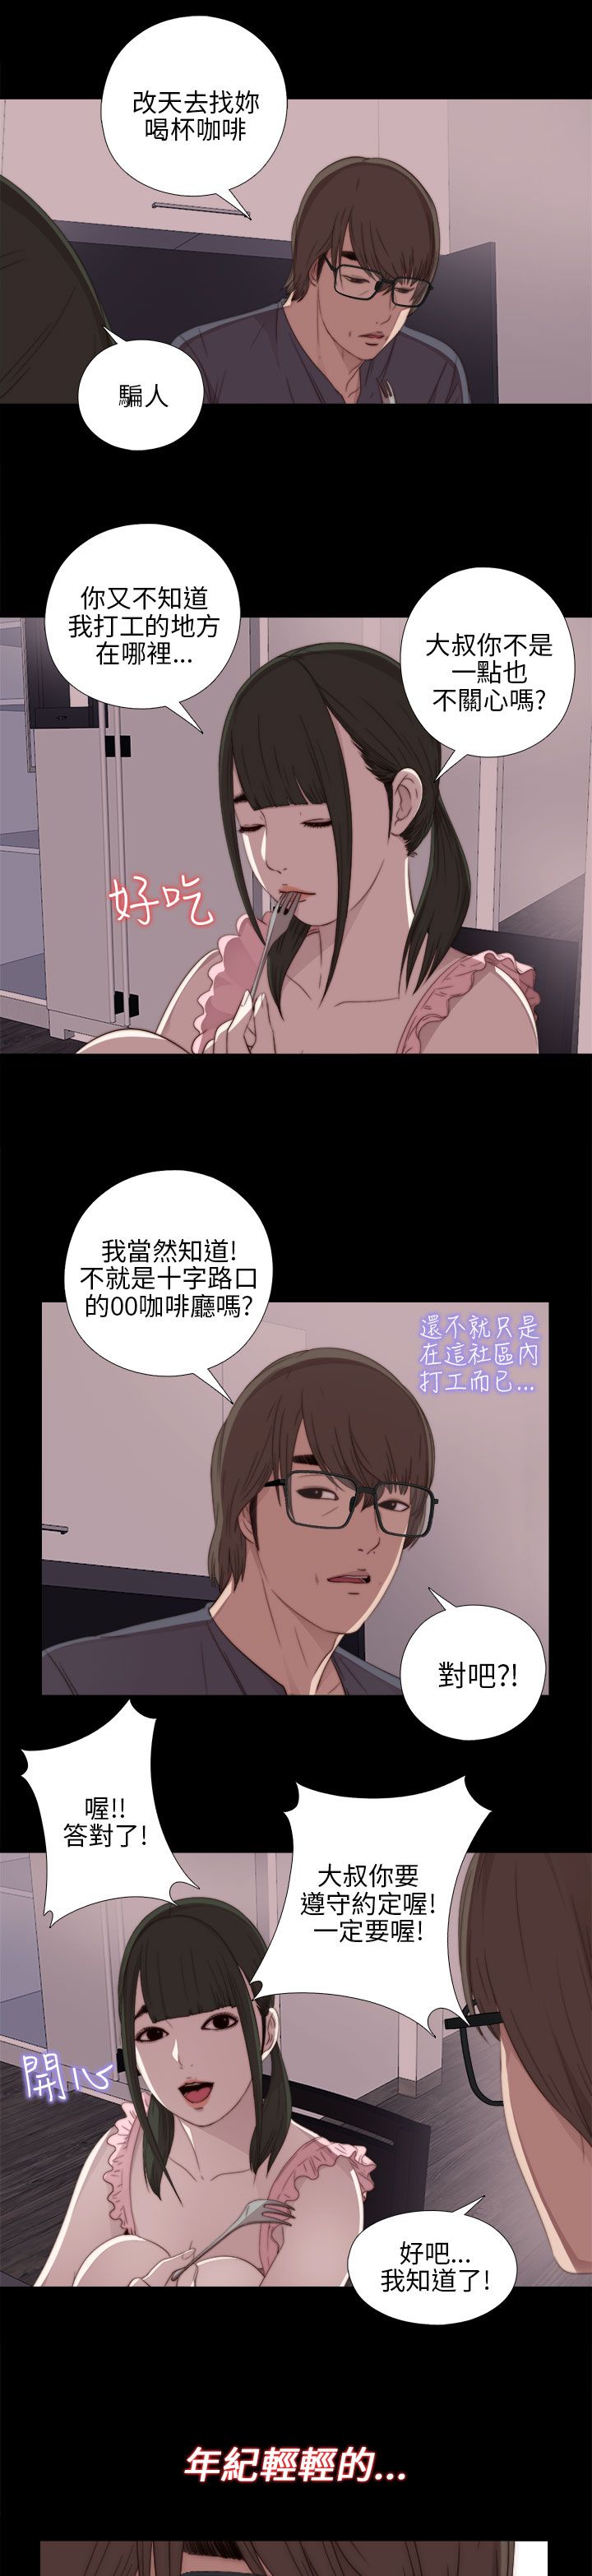 改天去找妳
喝杯咖啡
騙人
你又不知道
我打工的地方
在哪裡...
大叔你不是
一點也
不關心嗎?
好吃
我當然知道!
不就是十字路口
的00咖啡廳嗎?
還不就只是
在這社區內
打工而已...
對吧?!
喔!!
答對了!
大叔你要
遵守約定喔!
一定要喔!
開心
好吧...
我知道了!
年紀輕輕的...